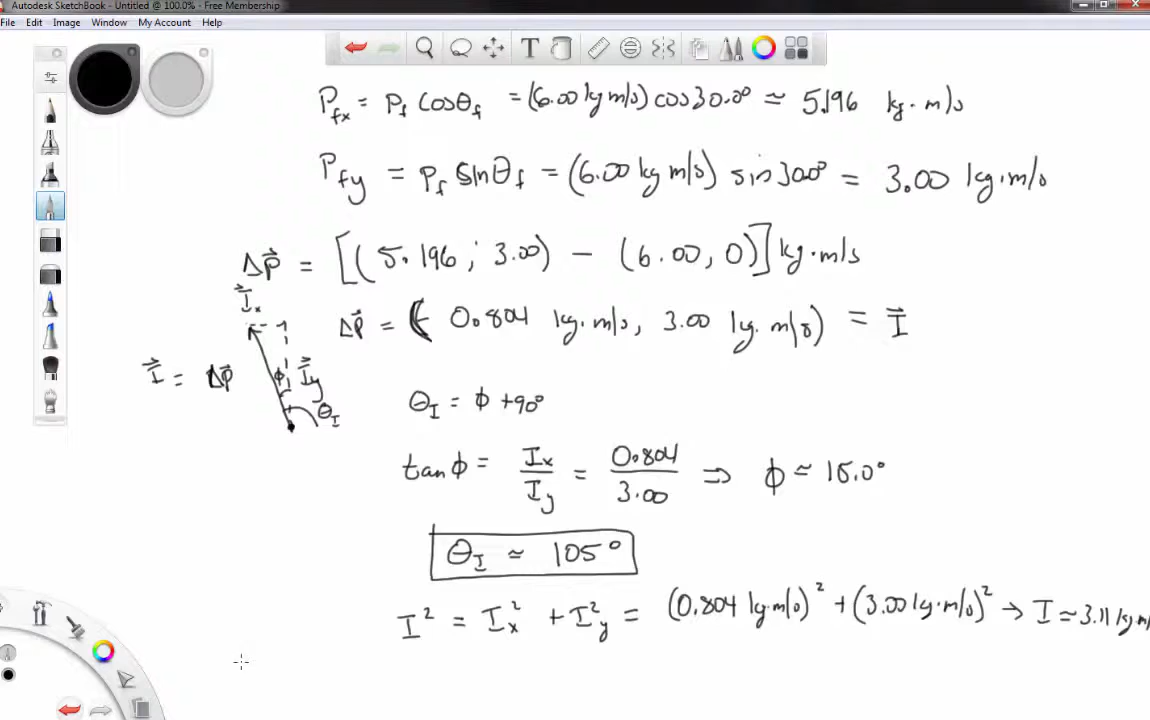 Autodesk SketchBook - Untitled @ 100.0% - Free Membership
File Edit Image Window My Account Help
P_fx = P_f cosθ_f = (6.00 kg m/s) cos 30.0° ≃ 5.196 kg·m/s
P_fy = P_f sinθ_f = (6.00 kg m/s) sin 30.0° = 3.00 kg·m/s
Δp⃗ = [(5.196 ; 3.00) − (6.00, 0)] kg·m/s
I⃗_x
Δp⃗ = (- 0.804 kg·m/s, 3.00 kg·m/s) = I⃗
I⃗ = Δp⃗
ϕ I⃗_y
θ_I
θ_I = ϕ + 90°
tan ϕ = I_x / I_y = 0.804 / 3.00 ⇒ ϕ ≃ 15.0°
θ_I ≃ 105°
I² = I_x² + I_y² = (0.804 kg·m/s)² + (3.00 kg·m/s)² → I ≃ 3.11 kg·m/